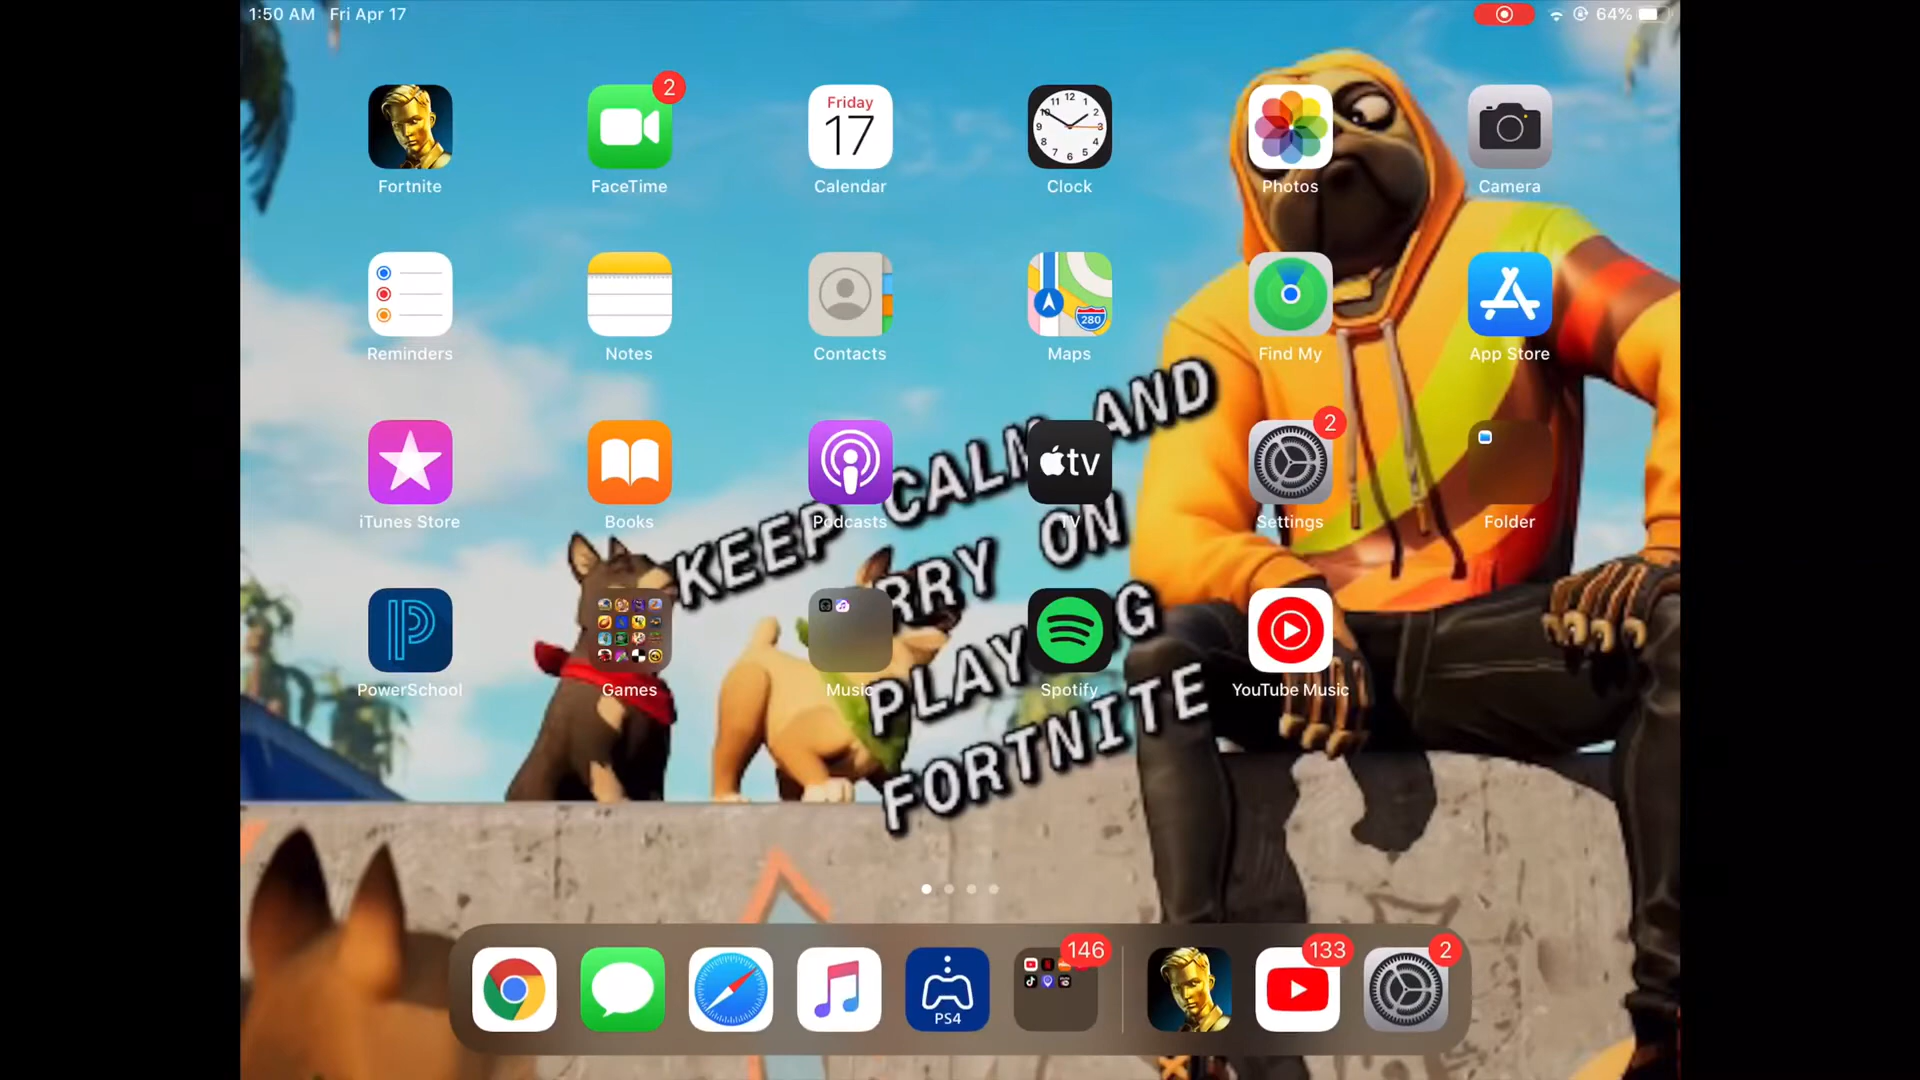 1:50 AM Fri Apr 17
64%
2
Friday
17
12
Fortnite
FaceTime
Calendar
Clock
Photos
Camera
280
Reminders
Notes
Contacts
Maps
Find My
App Store
tv
2
iTunes Store
Books
Podcasts
TV
Settings
Folder
KEEP CALM AND
RRY ON
PLAY G
FORTNITE
PowerSchool
Games
Music
Spotify
YouTube Music
PS4
146
133
2